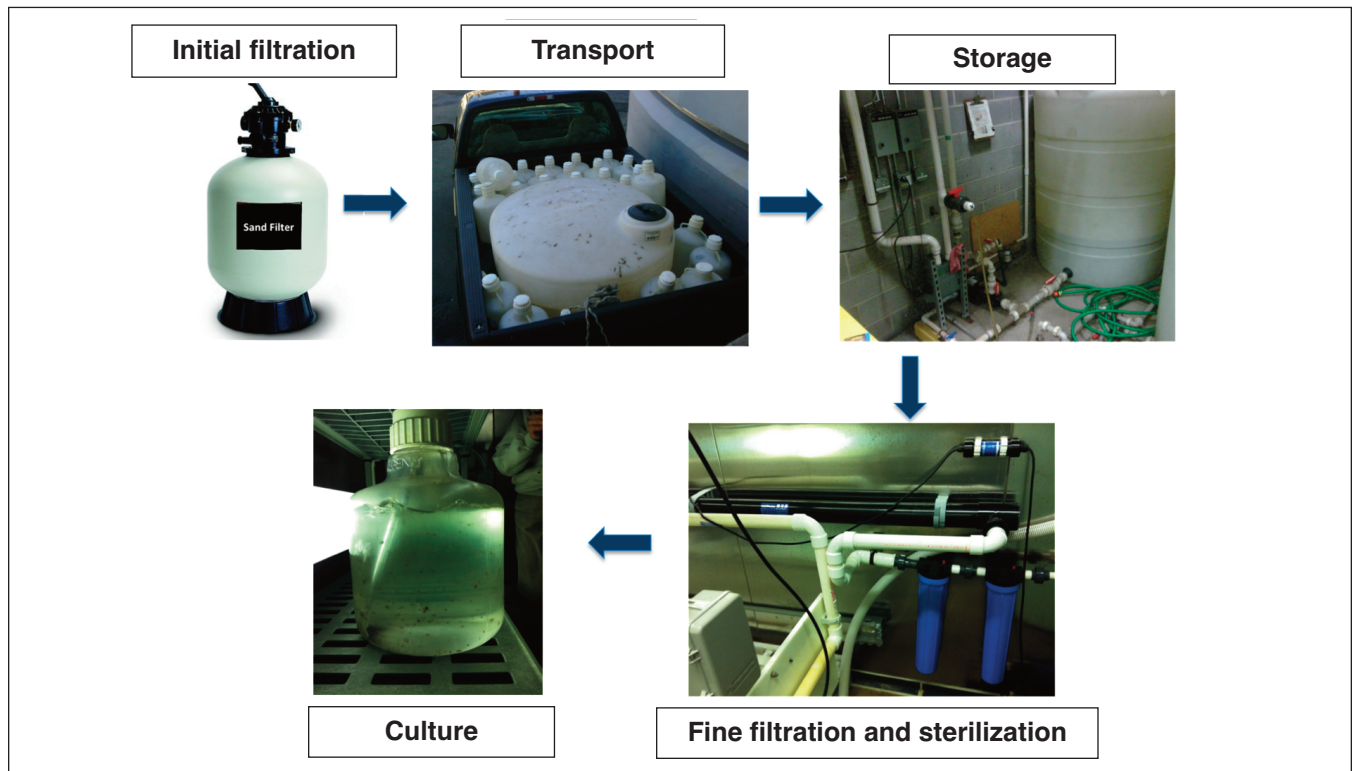 Initial filtration
Transport
Storage
Sand Filter
Culture
Fine filtration and sterilization